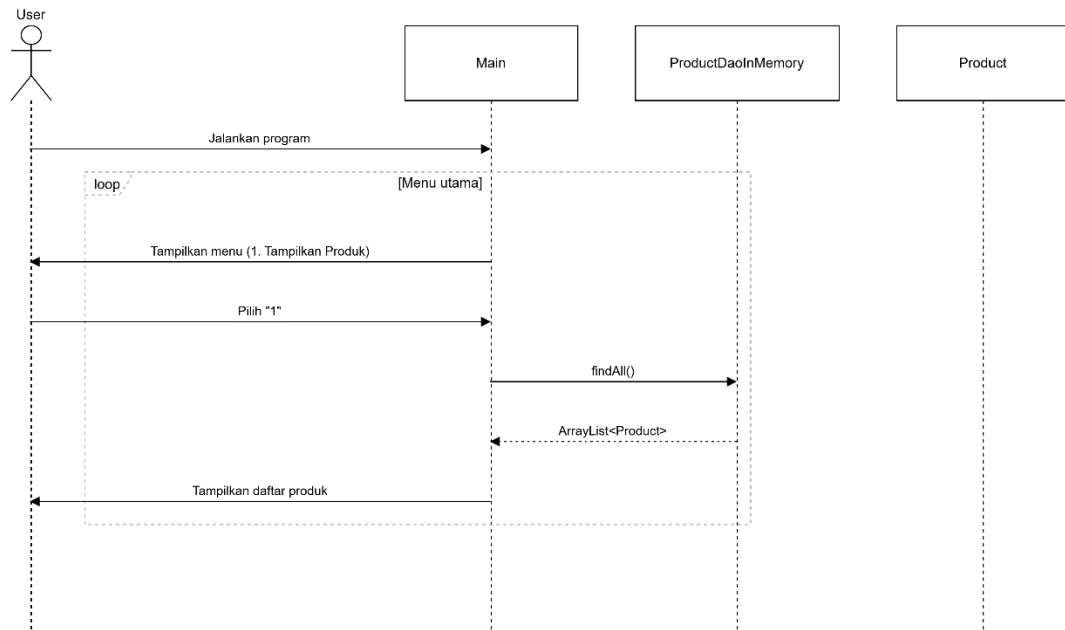 User
Main
ProductDaoInMemory
Product
Jalankan program
loop
[Menu utama]
Tampilkan menu (1. Tampilkan Produk)
Pilih "1"
findAll()
ArrayList<Product>
Tampilkan daftar produk